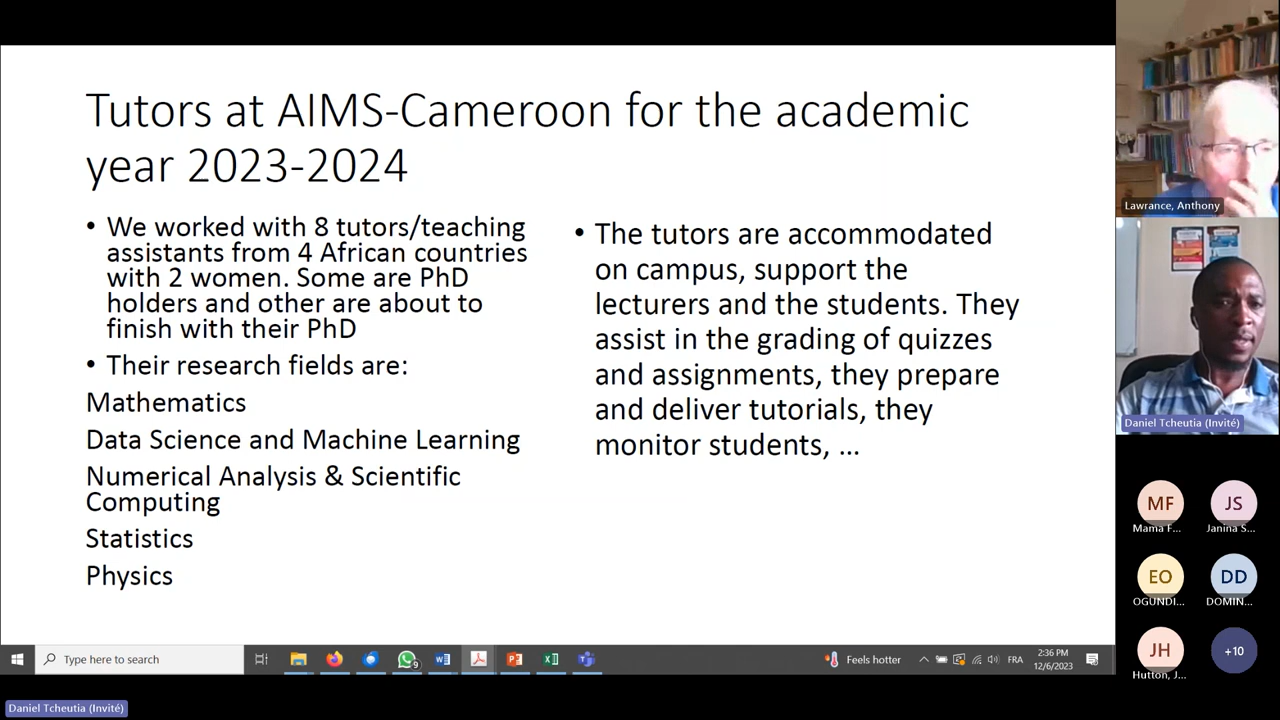 Tutors at AIMS-Cameroon for the academic
year 2023-2024
• We worked with 8 tutors/teaching
assistants from 4 African countries
with 2 women. Some are PhD
holders and other are about to
finish with their PhD
• Their research fields are:
Mathematics
Data Science and Machine Learning
Numerical Analysis & Scientific
Computing
Statistics
Physics
• The tutors are accommodated
on campus, support the
lecturers and the students. They
assist in the grading of quizzes
and assignments, they prepare
and deliver tutorials, they
monitor students, ...
Lawrance, Anthony
Daniel Tcheutia (Invité)
MF
JS
Mama F...
Janina S...
EO
DD
OGUNDI...
DOMIN...
JH
+10
Hutton, J...
Type here to search
9
Feels hotter
FRA
2:36 PM
12/6/2023
Daniel Tcheutia (Invité)